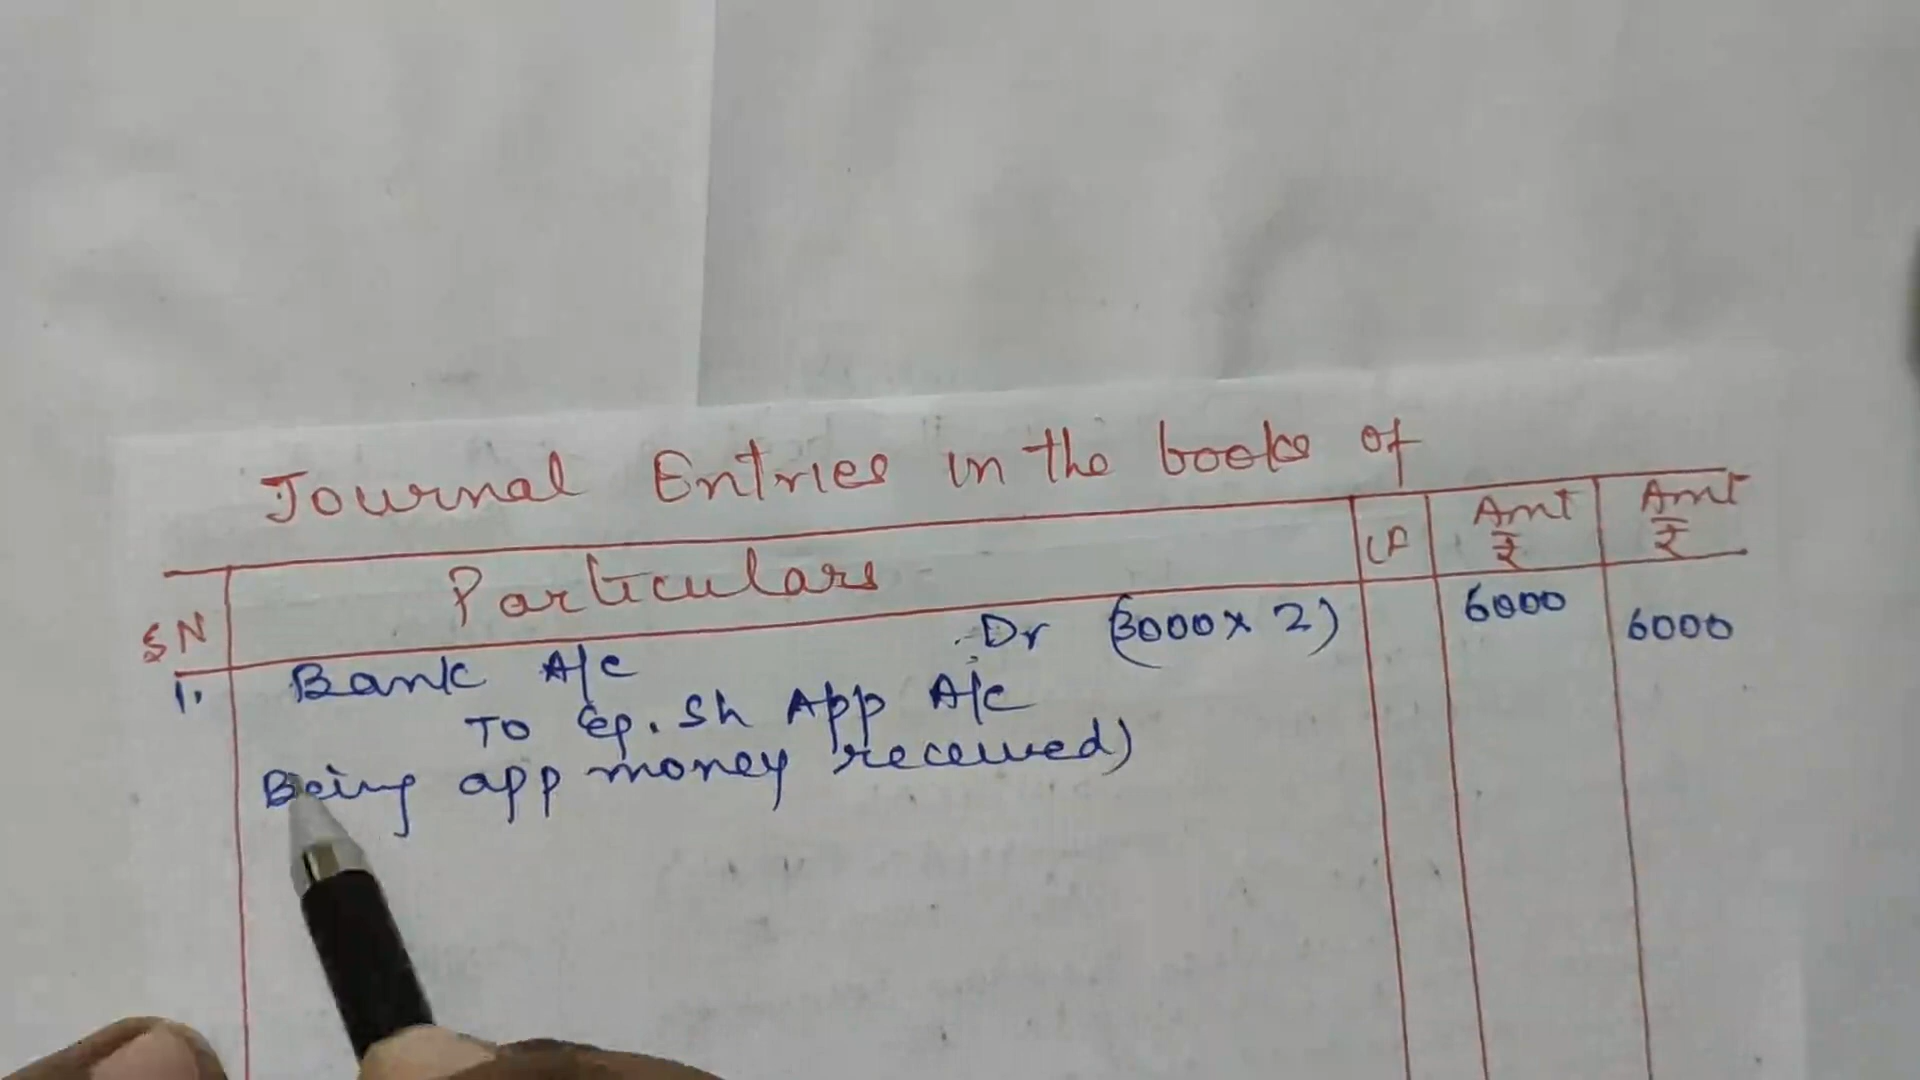 Journal Entries in the books of
SN Particulars LF Amt ₹ Amt ₹
1. Bank A/c Dr (3000 x 2) 6000
To Eq. Sh App A/c 6000
Being app money received)